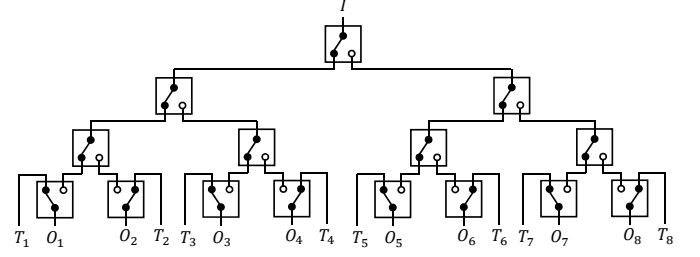 I
T₁ O₁ O₂ T₂ T₃ O₃ O₄ T₄ T₅ O₅ O₆ T₆ T₇ O₇ O₈ T₈